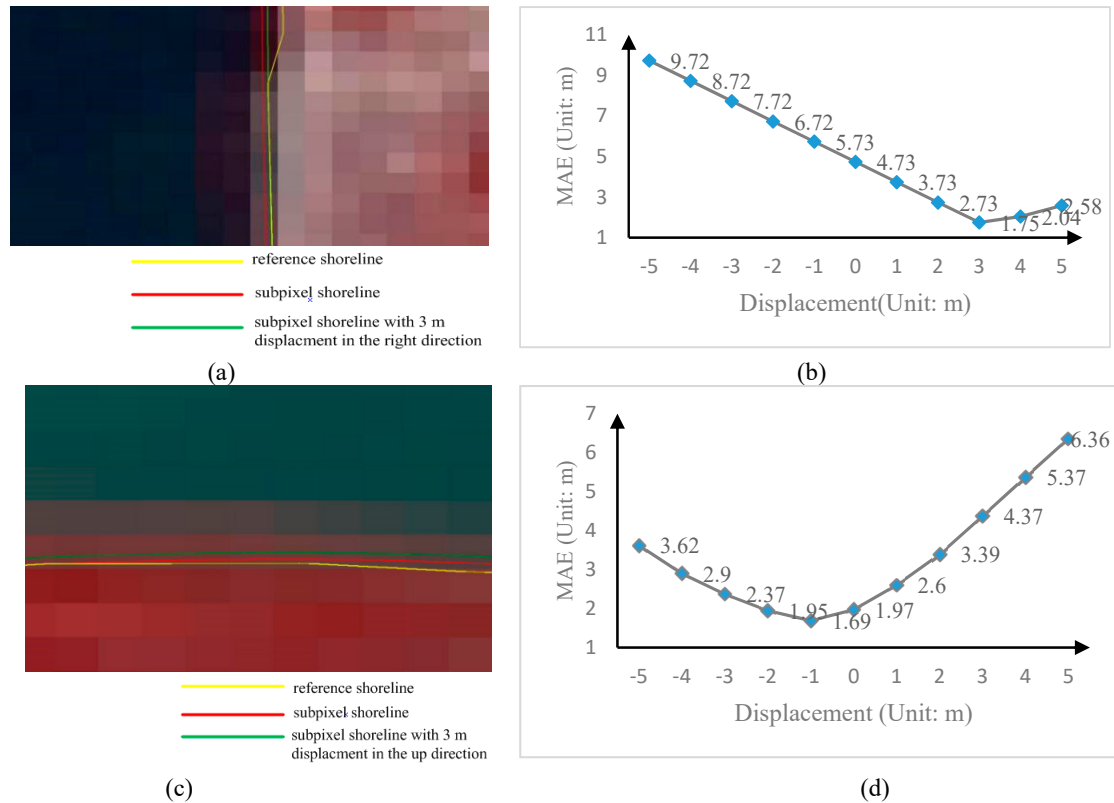 reference shoreline
subpixel shoreline
subpixel shoreline with 3 m
displacment in the right direction
(a)
11
9
7
5
3
1
MAE (Unit: m)
9.72
8.72
7.72
6.72
5.73
4.73
3.73
2.73
1.75
2.04
2.58
-5 -4 -3 -2 -1 0 1 2 3 4 5
Displacement(Unit: m)
(b)
reference shoreline
subpixel shoreline
subpixel shoreline with 3 m
displacment in the up direction
(c)
7
6
5
4
3
2
1
MAE (Unit: m)
3.62
2.9
2.37
1.95
1.69
1.97
2.6
3.39
4.37
5.37
6.36
-5 -4 -3 -2 -1 0 1 2 3 4 5
Displacement (Unit: m)
(d)